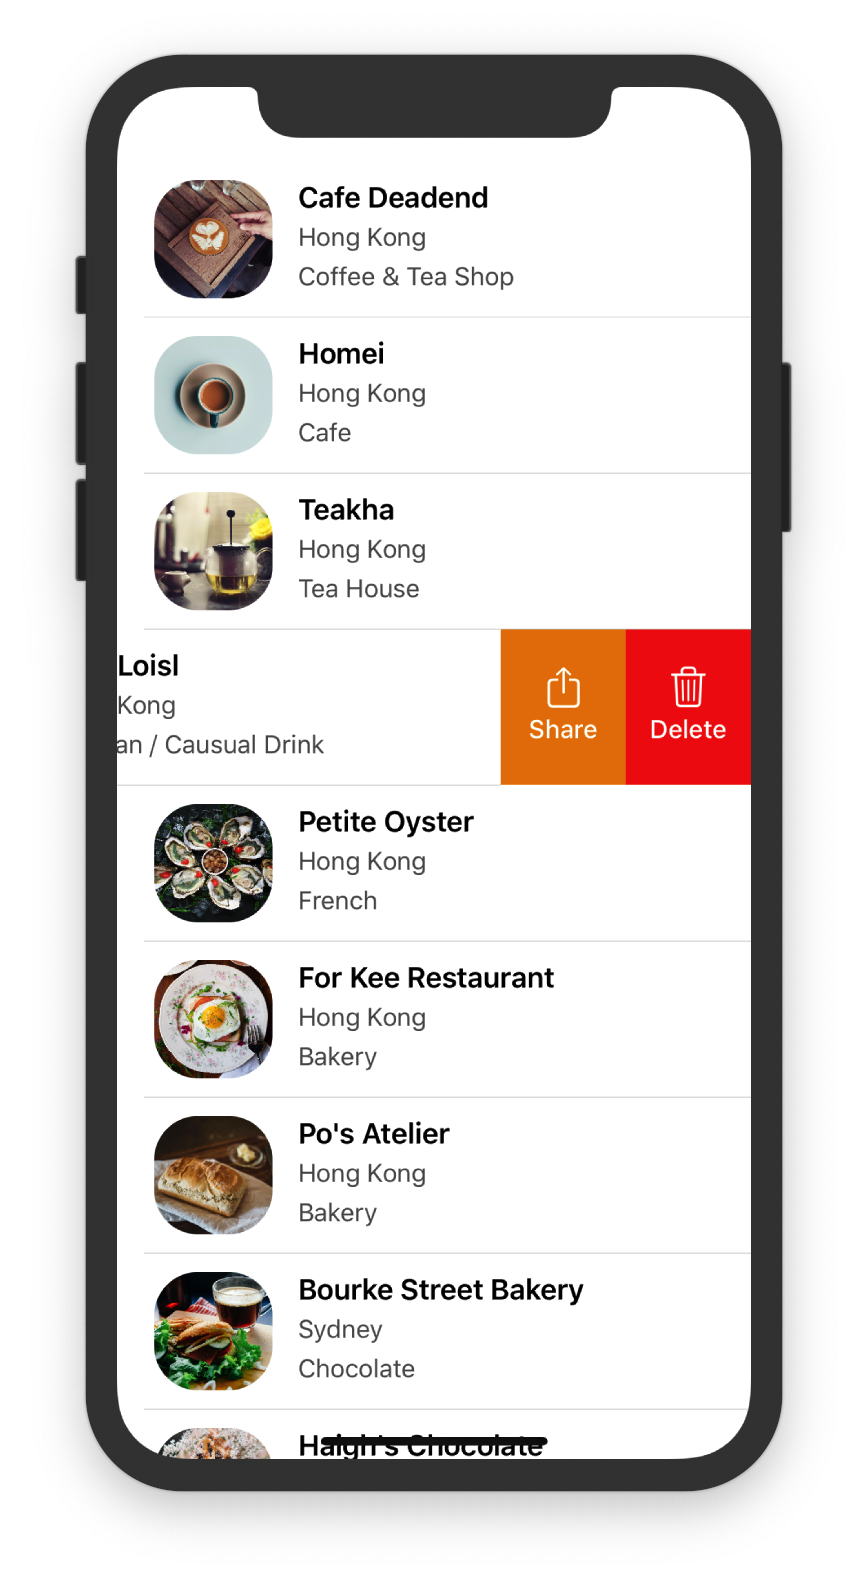 Cafe Deadend
Hong Kong
Coffee & Tea Shop
Homei
Hong Kong
Cafe
Teakha
Hong Kong
Tea House
Loisl
Kong
an / Causual Drink
Share
Delete
Petite Oyster
Hong Kong
French
For Kee Restaurant
Hong Kong
Bakery
Po's Atelier
Hong Kong
Bakery
Bourke Street Bakery
Sydney
Chocolate
Haigh's Chocolate